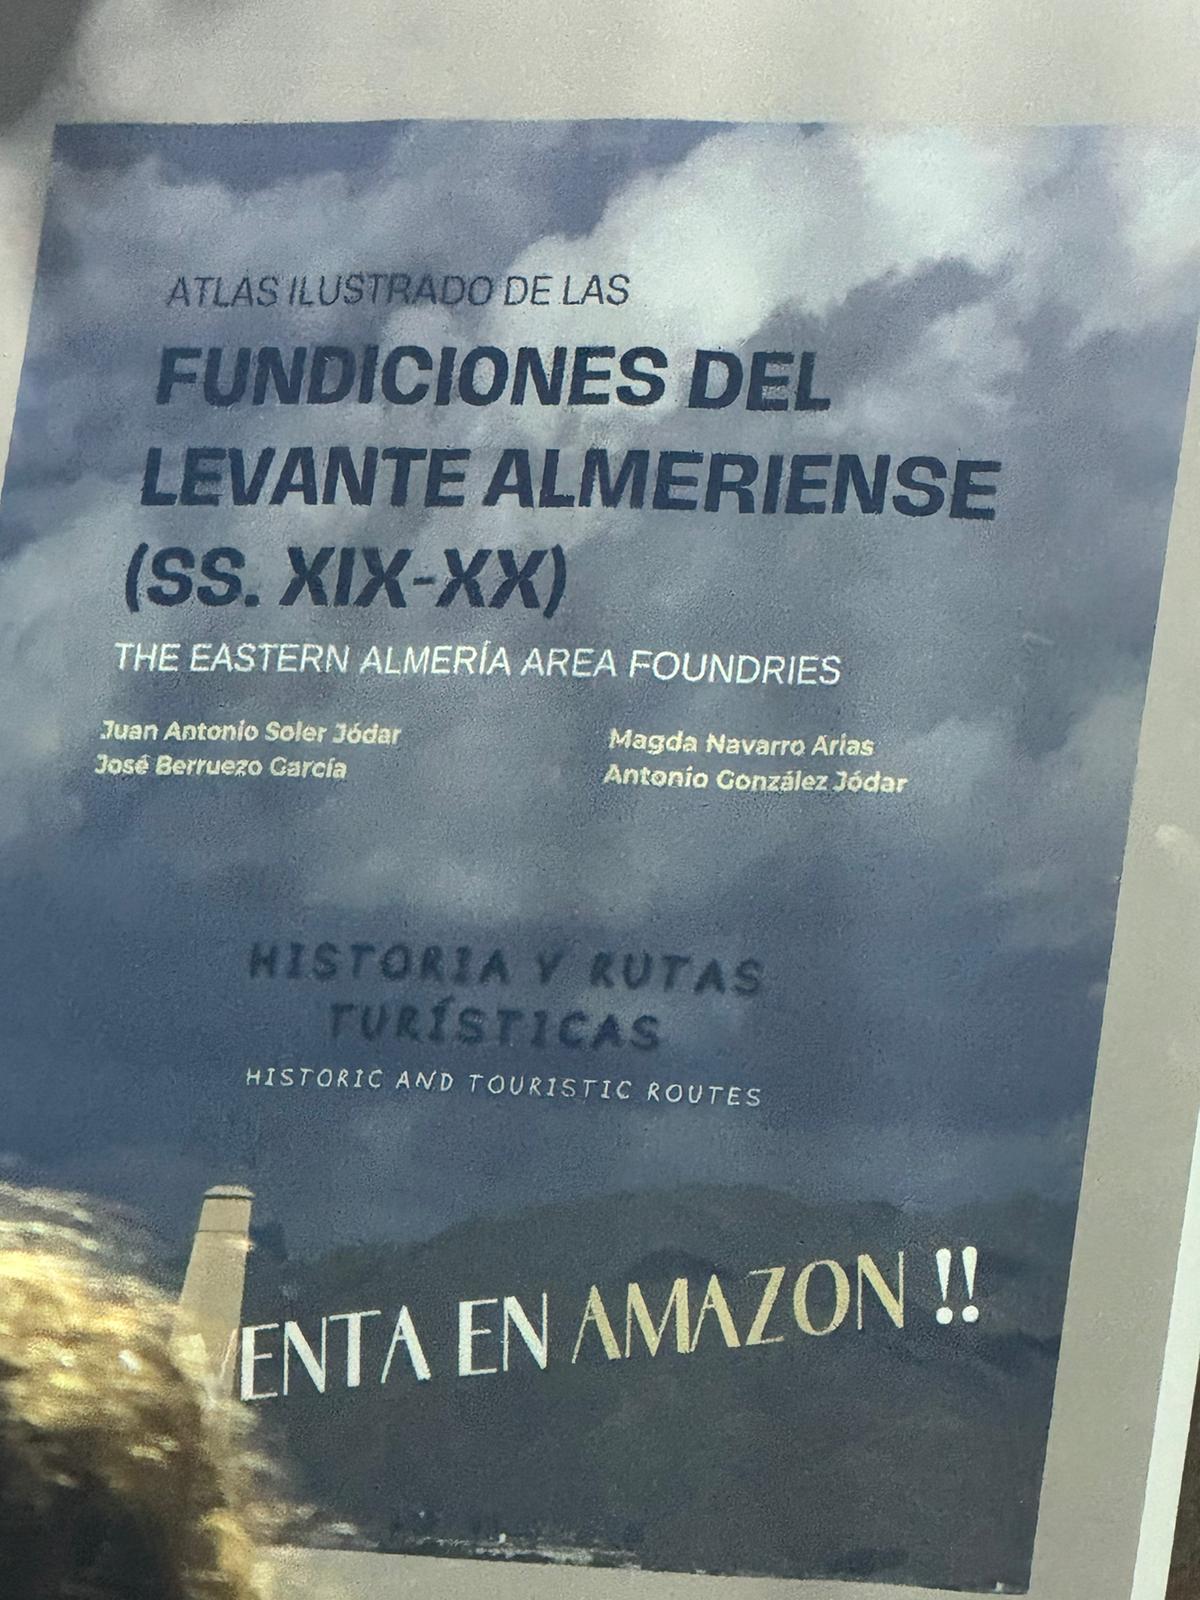 ATLAS ILUSTRADO DE LAS
FUNDICIONES DEL
LEVANTE ALMERIENSE
(SS. XIX-XX)
THE EASTERN ALMERÍA AREA FOUNDRIES
Juan Antonio Soler Jódar
José Berruezo García
Magda Navarro Arias
Antonio González Jódar
HISTORIA Y RUTAS
TURÍSTICAS
HISTORIC AND TOURISTIC ROUTES
VENTA EN AMAZON !!